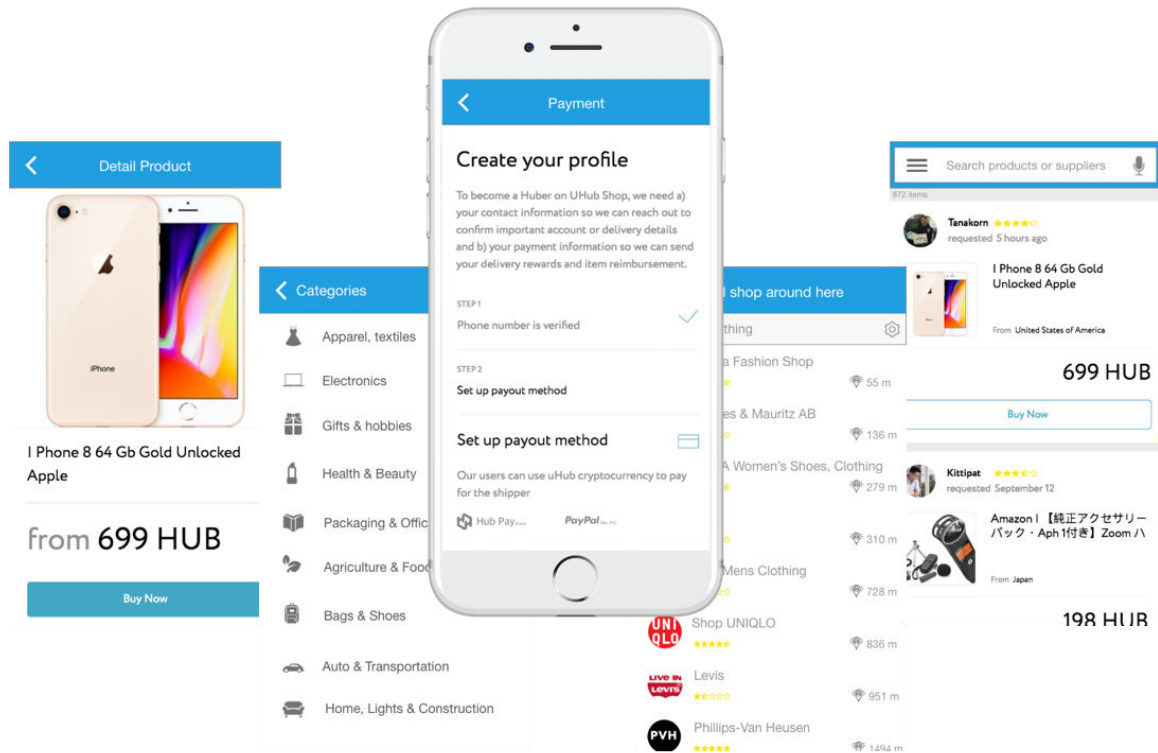 Detail Product
iPhone
I Phone 8 64 Gb Gold Unlocked
Apple
from 699 HUB
Buy Now
Categories
Apparel, textiles
Electronics
Gifts & hobbies
Health & Beauty
Packaging & Offic
Agriculture & Food
Bags & Shoes
Auto & Transportation
Home, Lights & Construction
Payment
Create your profile
To become a Huber on UHub Shop, we need a)
your contact information so we can reach out to
confirm important account or delivery details
and b) your payment information so we can send
your delivery rewards and item reimbursement.
STEP 1
Phone number is verified
STEP 2
Set up payout method
Set up payout method
Our users can use uHub cryptocurrency to pay
for the shipper
Hub Pay
PayPal
shop around here
thing
a Fashion Shop
55 m
es & Mauritz AB
136 m
A Women's Shoes, Clothing
279 m
310 m
Mens Clothing
728 m
UNI
QLO
Shop UNIQLO
836 m
LIVE IN
LEVI'S
Levis
951 m
PVH
Phillips-Van Heusen
1494 m
Search products or suppliers
872 items
Tanakorn
requested 5 hours ago
I Phone 8 64 Gb Gold
Unlocked Apple
From United States of America
699 HUB
Buy Now
Kittipat
requested September 12
Amazon | 【純正アクセサリー
パック・Aph 1付き】Zoom ハ
From Japan
198 HUB